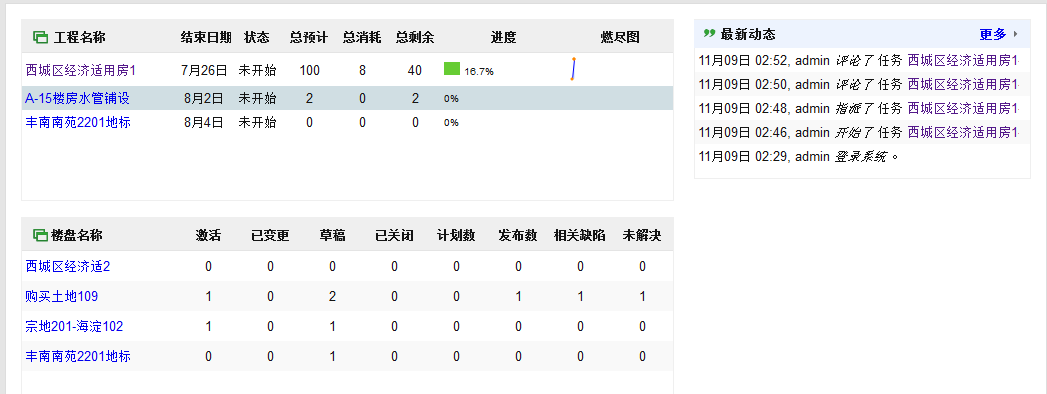 工程名称 结束日期 状态 总预计 总消耗 总剩余 进度 燃尽图
西城区经济适用房1 7月26日 未开始 100 8 40 16.7%
A-15楼房水管铺设 8月2日 未开始 2 0 2 0%
丰南南苑2201地标 8月4日 未开始 0 0 0 0%
楼盘名称 激活 已变更 草稿 已关闭 计划数 发布数 相关缺陷 未解决
西城区经济适2 0 0 0 0 0 0 0 0
购买土地109 1 0 2 0 0 1 1 1
宗地201-海淀102 1 0 1 0 0 0 0 0
丰南南苑2201地标 0 0 1 0 0 0 0 0
最新动态 更多
11月09日 02:52, admin 评论了 任务 西城区经济适用房1
11月09日 02:50, admin 评论了 任务 西城区经济适用房1
11月09日 02:48, admin 指派了 任务 西城区经济适用房1
11月09日 02:46, admin 开始了 任务 西城区经济适用房1
11月09日 02:29, admin 登录系统 。